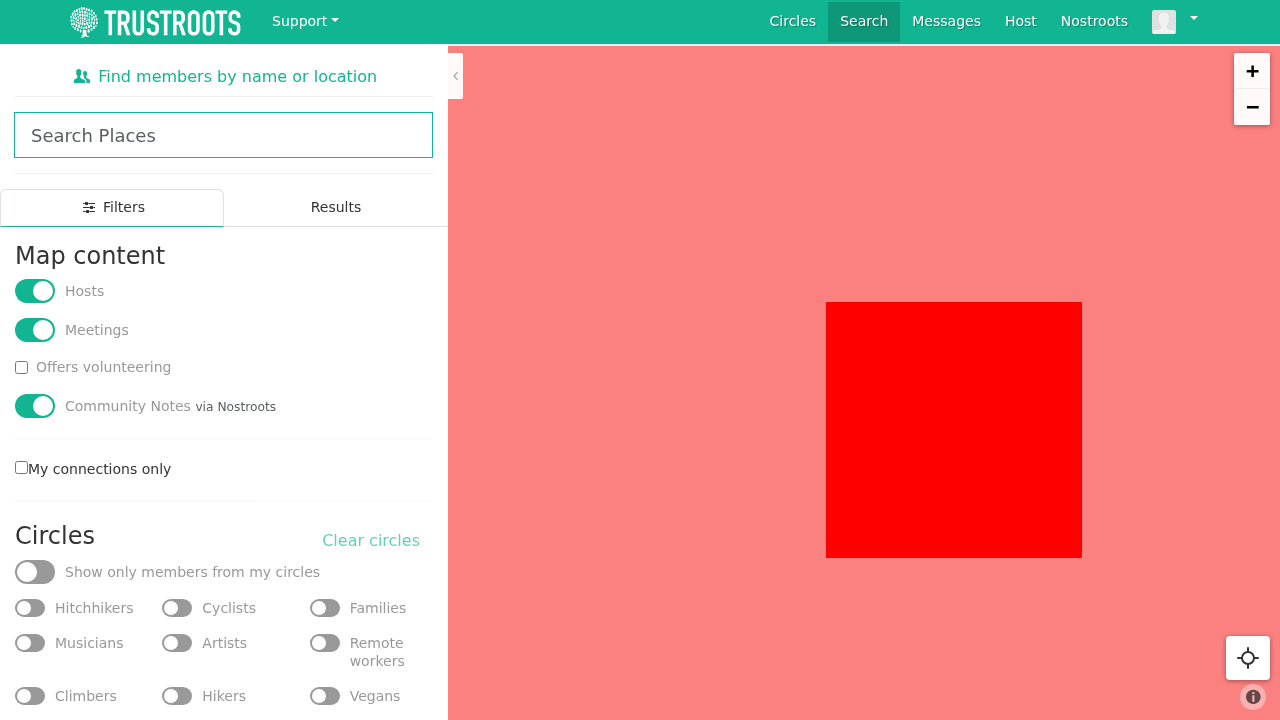 TRUSTROOTS
Support
Circles
Search
Messages
Host
Nostroots
Find members by name or location
Search Places
Filters
Results
Map content
Hosts
Meetings
Offers volunteering
Community Notes via Nostroots
My connections only
Circles
Clear circles
Show only members from my circles
Hitchhikers
Cyclists
Families
Musicians
Artists
Remote workers
Climbers
Hikers
Vegans